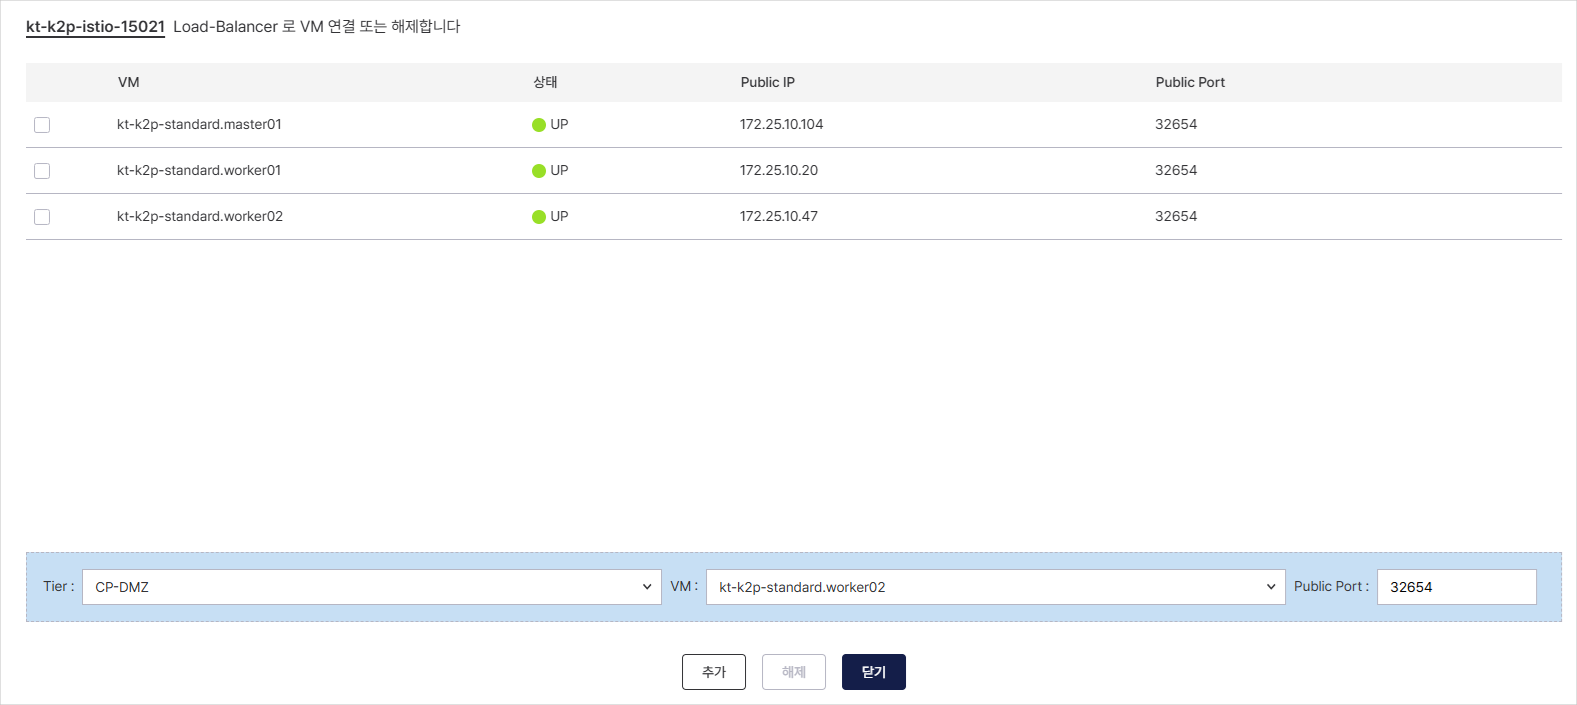 kt-k2p-istio-15021 Load-Balancer 로 VM 연결 또는 해제합니다
VM 상태 Public IP Public Port
kt-k2p-standard.master01 UP 172.25.10.104 32654
kt-k2p-standard.worker01 UP 172.25.10.20 32654
kt-k2p-standard.worker02 UP 172.25.10.47 32654
Tier : CP-DMZ VM : kt-k2p-standard.worker02 Public Port : 32654
추가 해제 닫기